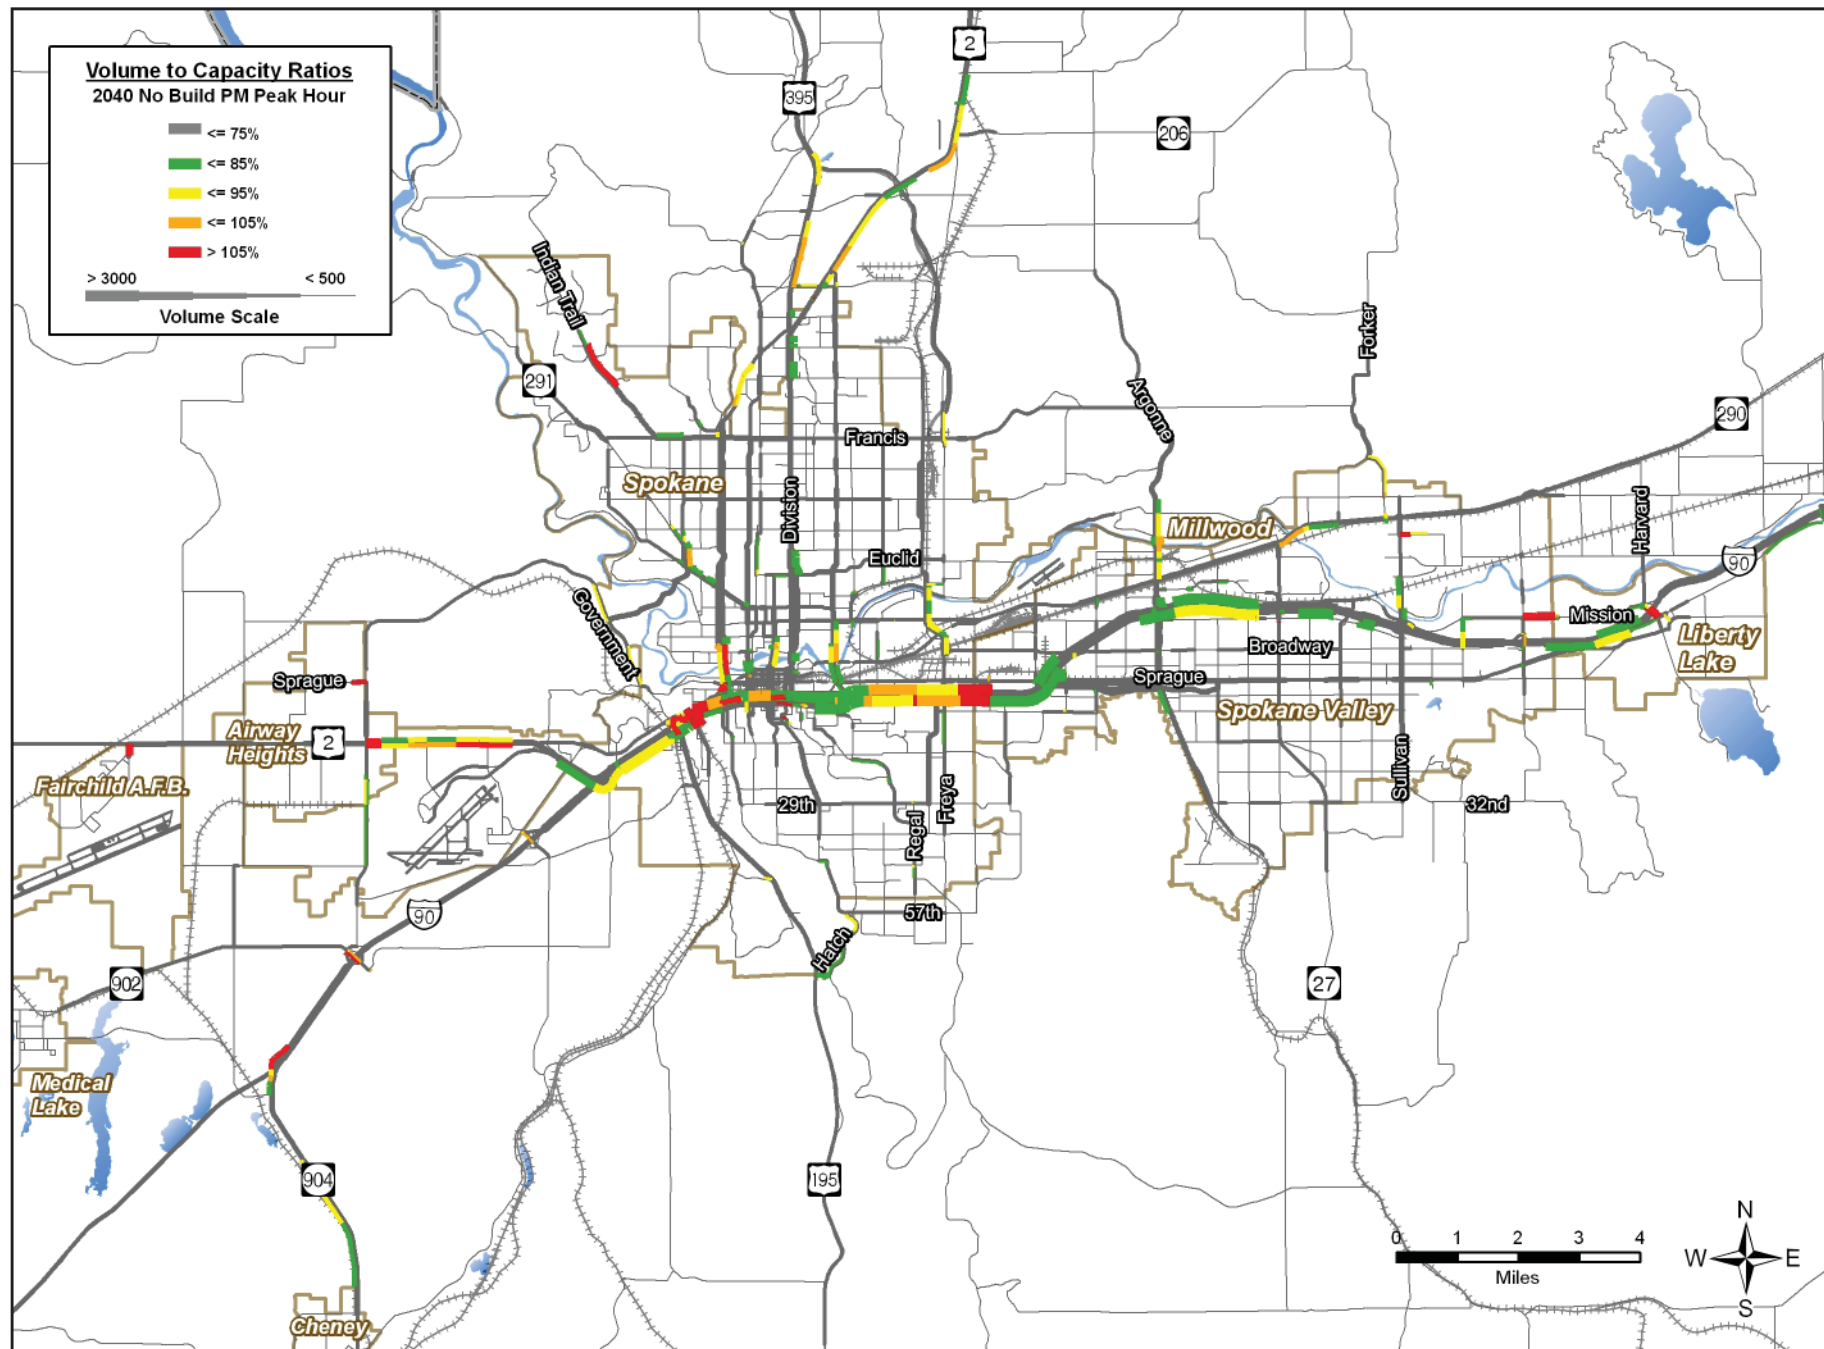 Volume to Capacity Ratios
2040 No Build PM Peak Hour
<= 75%
<= 85%
<= 95%
<= 105%
> 105%
> 3000
< 500
Volume Scale
2
395
206
Indian Trail
291
Forker
Argonne
290
Francis
Spokane
Division
Millwood
Harvard
Euclid
90
Government
Mission
Broadway
Liberty
Lake
Sprague
Sprague
Spokane Valley
Airway
Heights
2
Sullivan
Fairchild A.F.B.
29th
Regal
Freya
32nd
90
57th
Hatch
902
27
Medical
Lake
904
195
Cheney
0 1 2 3 4
Miles
N
W
E
S